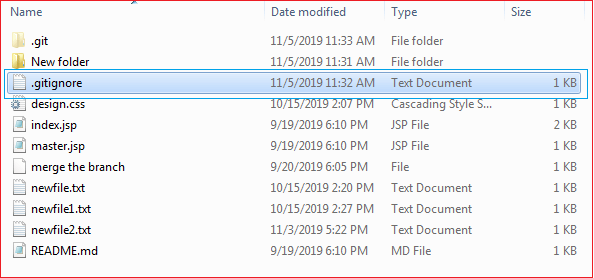 Name Date modified Type Size
.git 11/5/2019 11:33 AM File folder
New folder 11/5/2019 11:31 AM File folder
.gitignore 11/5/2019 11:32 AM Text Document 1 KB
design.css 10/15/2019 2:07 PM Cascading Style S... 1 KB
index.jsp 9/19/2019 6:10 PM JSP File 2 KB
master.jsp 9/19/2019 6:10 PM JSP File 1 KB
merge the branch 9/20/2019 6:05 PM File 1 KB
newfile.txt 10/15/2019 2:20 PM Text Document 1 KB
newfile1.txt 10/15/2019 2:27 PM Text Document 1 KB
newfile2.txt 11/3/2019 5:22 PM Text Document 1 KB
README.md 9/19/2019 6:10 PM MD File 1 KB